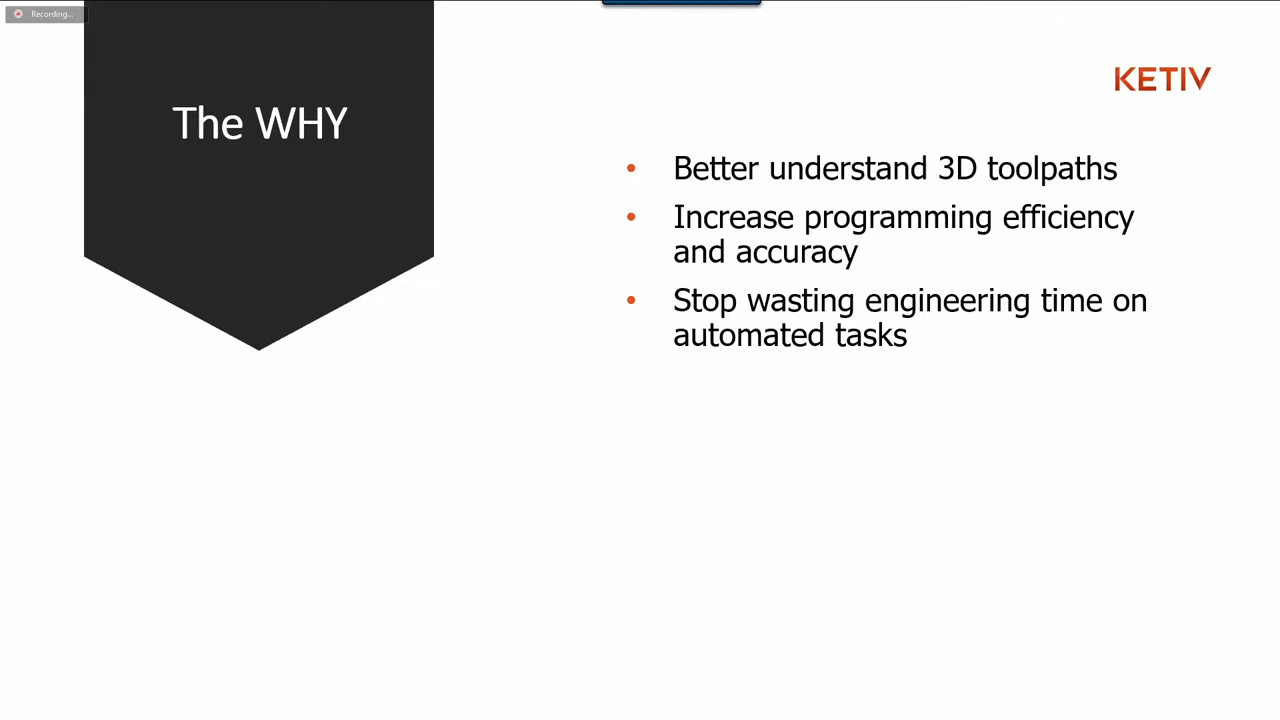 Recording...
KETIV
The WHY
• Better understand 3D toolpaths
• Increase programming efficiency
and accuracy
• Stop wasting engineering time on
automated tasks